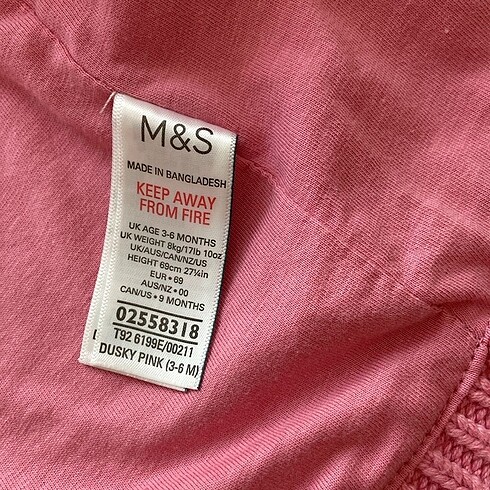 M&S
MADE IN BANGLADESH
KEEP AWAY
FROM FIRE
UK AGE 3-6 MONTHS
UK WEIGHT 8kg/17lb 10oz
UK/AUS/CAN/NZ/US
HEIGHT 69cm 27¼in
EUR • 69
AUS/NZ • 00
CAN/US • 9 MONTHS
02558318
T92 6199E/00211
DUSKY PINK (3-6 M)